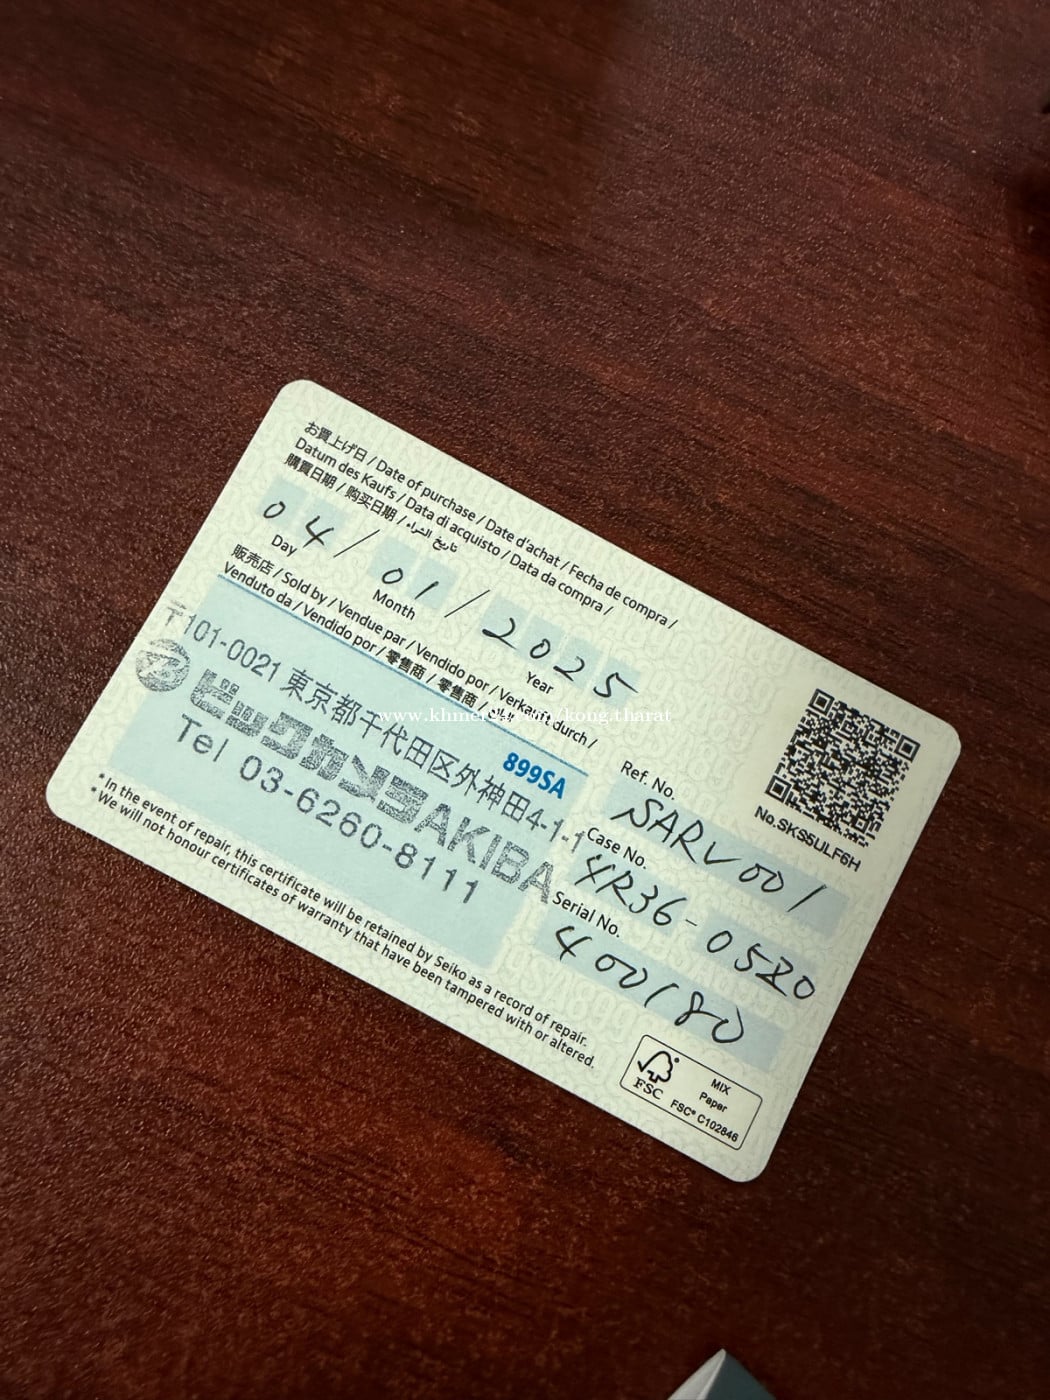 お買上げ日 / Date of purchase / Date d'achat / Fecha de compra /
Datum des Kaufs / Data di acquisto / Data da compra /
購買日期 / 购买日期 / تاريخ الشراء
04 / 01 / 2025
Day Month Year
販売店 / Sold by / Vendue par / Vendido por / Verkauft durch /
Venduto da / Vendido por / 零售商 / 零售商 /
899SA
〒101-0021 東京都千代田区外神田4-1-1
ビックカメラAKIBA
Tel 03-6260-8111
* In the event of repair, this certificate will be retained by Seiko as a record of repair.
* We will not honour certificates of warranty that have been tampered with or altered.
No.SKS5ULF6H
Ref. No.
SARV001
Case No.
4R36-05Z0
Serial No.
400180
FSC
MIX
Paper
FSC® C102846